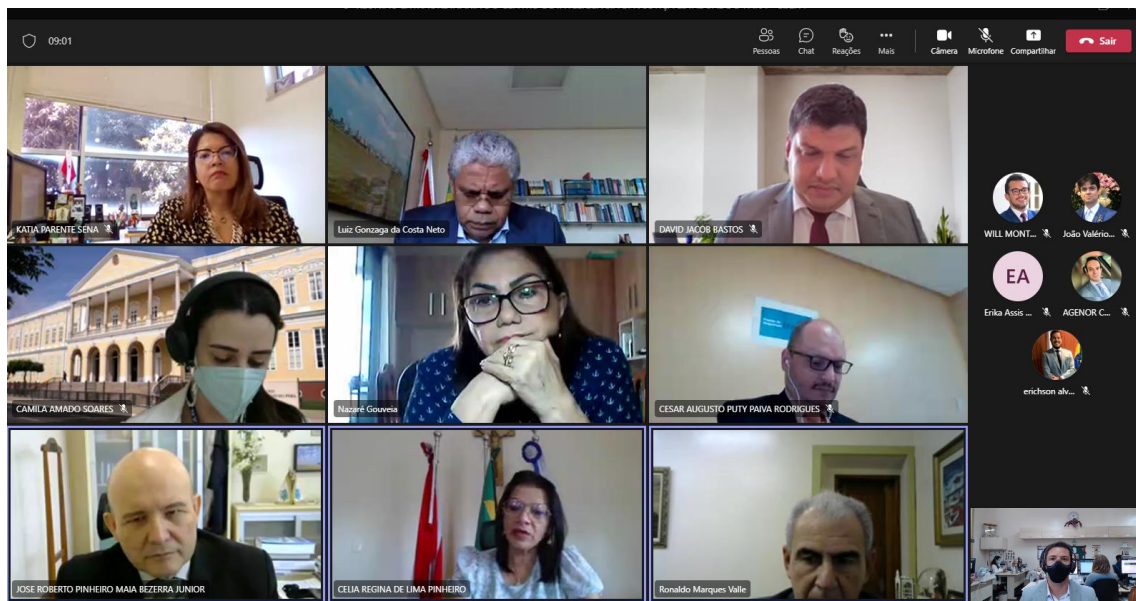 09:01
Pessoas
Chat
Reações
Mais
Câmera
Microfone
Compartilhar
Sair
KATIA PARENTE SENA
Luiz Gonzaga da Costa Neto
DAVID JACOB BASTOS
WILL MONT...
João Valério...
CAMILA AMADO SOARES
Nazaré Gouveia
CESAR AUGUSTO PUTY PAIVA RODRIGUES
EA
Erika Assis ...
AGENOR C...
erichson alv...
JOSE ROBERTO PINHEIRO MAIA BEZERRA JUNIOR
CELIA REGINA DE LIMA PINHEIRO
Ronaldo Marques Valle